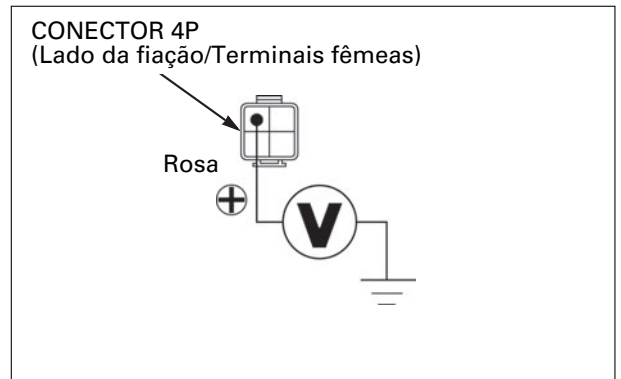 CONECTOR 4P
(Lado da fiação/Terminais fêmeas)
Rosa
+
V